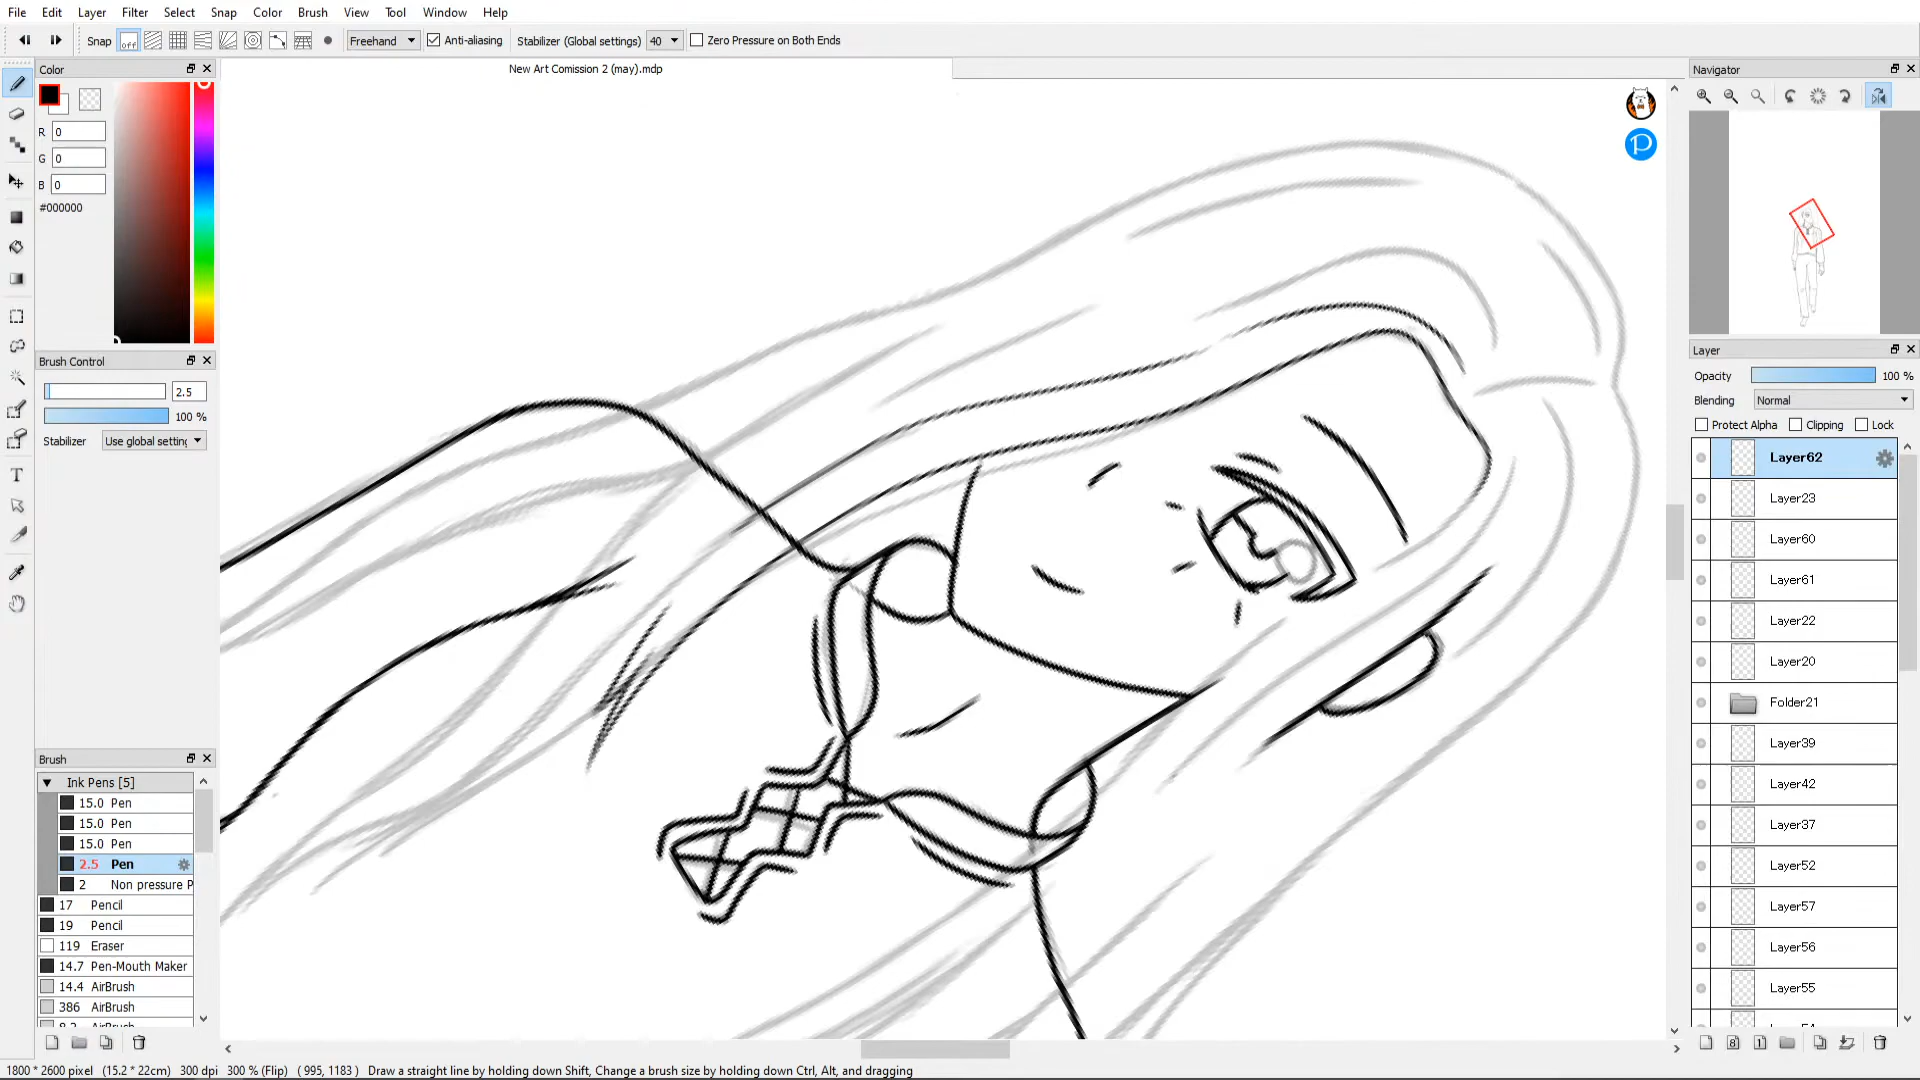 File Edit Layer Filter Select Snap Color Brush View Tool Window Help
Snap off Freehand Anti-aliasing Stabilizer (Global settings) 40 Zero Pressure on Both Ends
Color
New Art Comission 2 (may).mdp
Navigator
R 0
G 0
B 0
#000000
Brush Control
2.5
100 %
Stabilizer Use global setting
Brush
Ink Pens [5]
15.0 Pen
15.0 Pen
15.0 Pen
2.5 Pen
2 Non pressure P
17 Pencil
19 Pencil
119 Eraser
14.7 Pen-Mouth Maker
14.4 AirBrush
386 AirBrush
Layer
Opacity 100 %
Blending Normal
Protect Alpha Clipping Lock
Layer62
Layer23
Layer60
Layer61
Layer22
Layer20
Folder21
Layer39
Layer42
Layer37
Layer52
Layer57
Layer56
Layer55
1800 * 2600 pixel (15.2 * 22cm) 300 dpi 300 % (Flip) ( 995, 1183 ) Draw a straight line by holding down Shift, Change a brush size by holding down Ctrl, Alt, and dragging